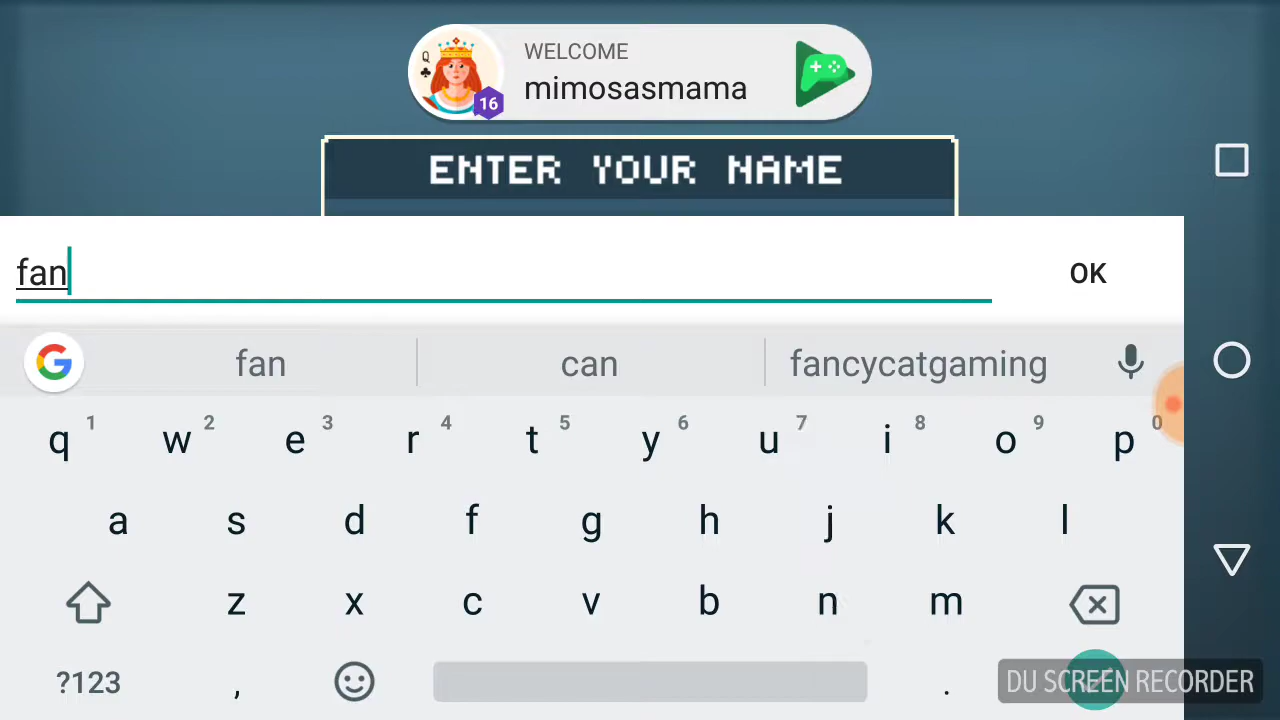 WELCOME
mimosasmama
Q
16
ENTER YOUR NAME
fan
OK
fan can fancycatgaming
q 1 w 2 e 3 r 4 t 5 y 6 u 7 i 8 o 9 p 0
a s d f g h j k l
z x c v b n m
?123 , .
DU SCREEN RECORDER